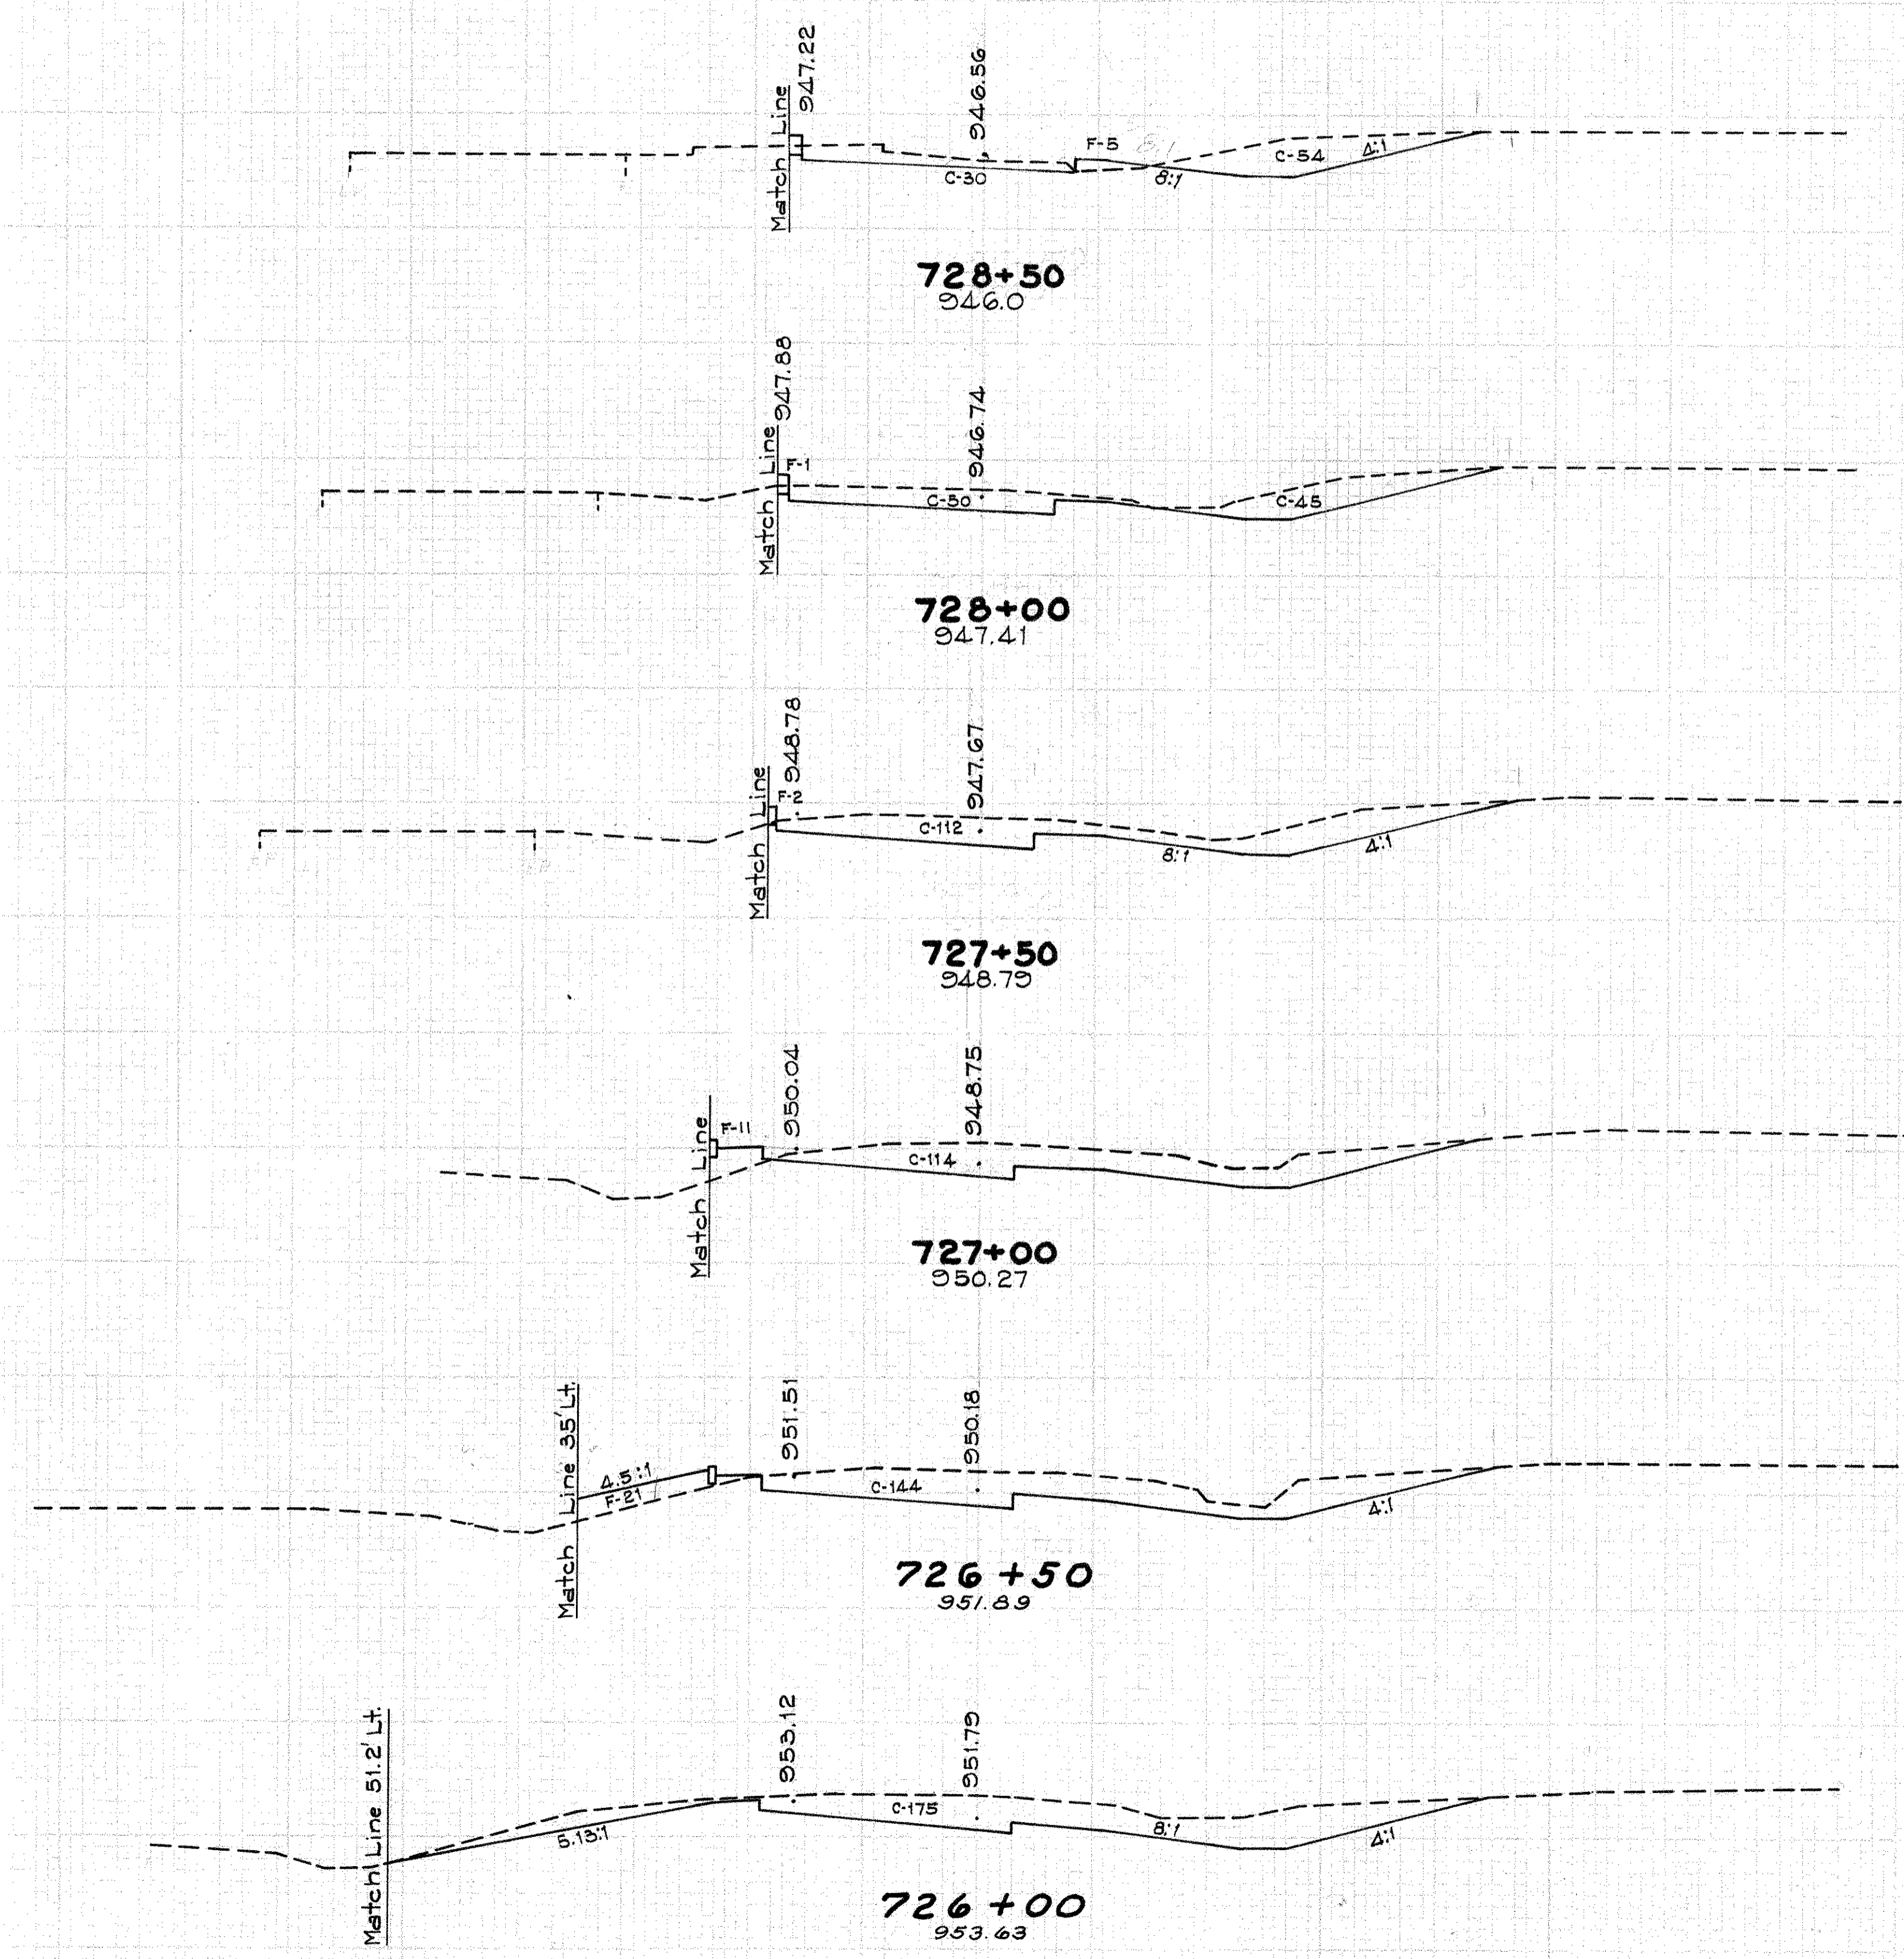 Match Line
947.22
946.56
F-5
C-30
8:1
C-54
4:1
728+50
946.0
Match Line
947.88
F-1
946.74
C-50
C-45
728+00
947.41
Match Line
948.78
F-2
947.67
C-112
8:1
4:1
727+50
948.79
Match Line
F-11
950.04
948.75
C-114
727+00
950.27
Match Line 35' Lt.
4.5:1
F-21
951.51
950.18
C-144
4:1
726+50
951.89
Match Line 51.2' Lt.
5.13:1
953.12
951.79
C-175
8:1
4:1
726+00
953.63